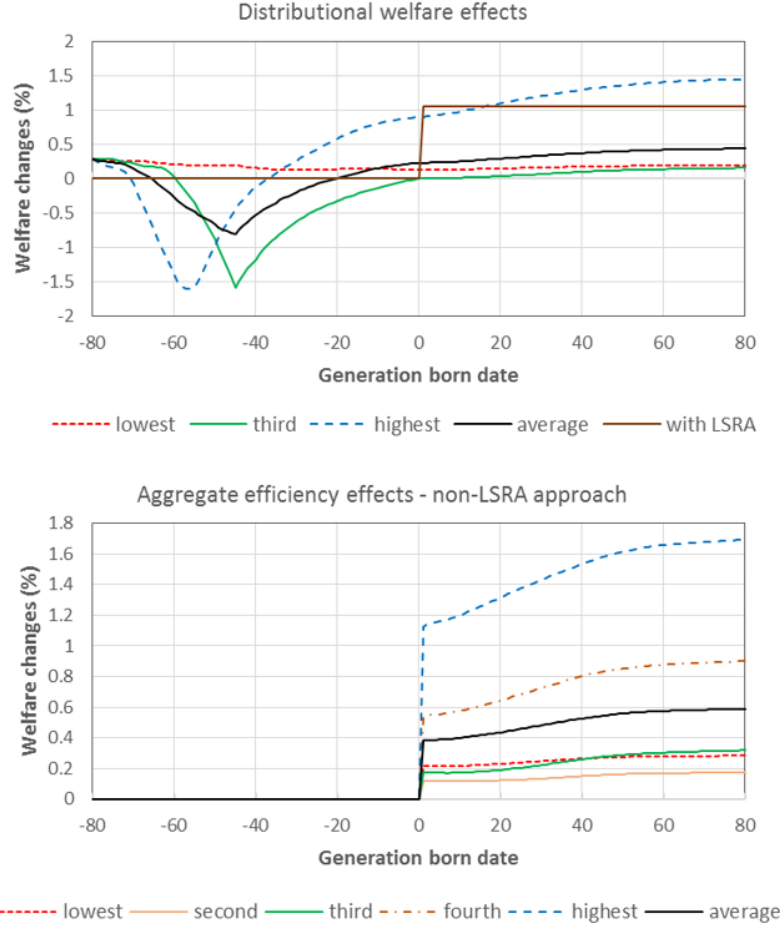 Distributional welfare effects
Welfare changes (%)
2
1.5
1
0.5
0
-0.5
-1
-1.5
-2
-80 -60 -40 -20 0 20 40 60 80
Generation born date
lowest third highest average with LSRA
Aggregate efficiency effects - non-LSRA approach
Welfare changes (%)
1.8
1.6
1.4
1.2
1
0.8
0.6
0.4
0.2
0
-80 -60 -40 -20 0 20 40 60 80
Generation born date
lowest second third fourth highest average